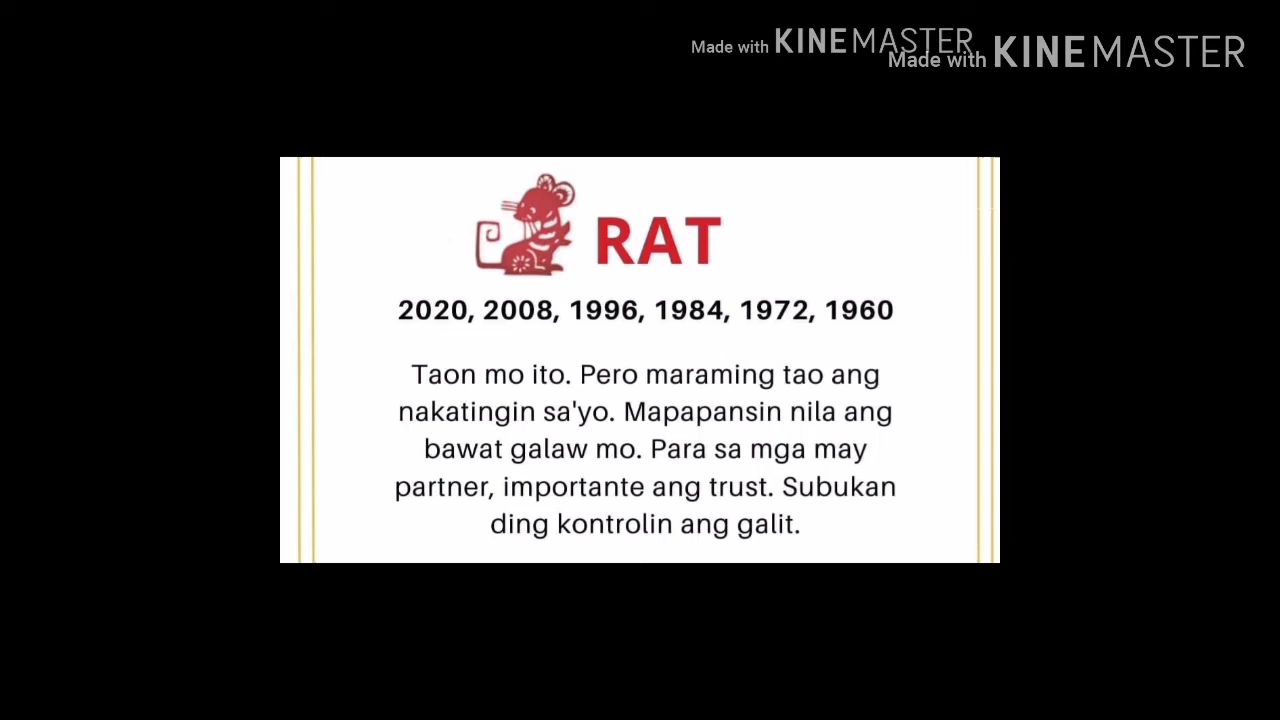 Made with KINEMASTER
Made with KINEMASTER
RAT
2020, 2008, 1996, 1984, 1972, 1960
Taon mo ito. Pero maraming tao ang
nakatingin sa'yo. Mapapansin nila ang
bawat galaw mo. Para sa mga may
partner, importante ang trust. Subukan
ding kontrolin ang galit.